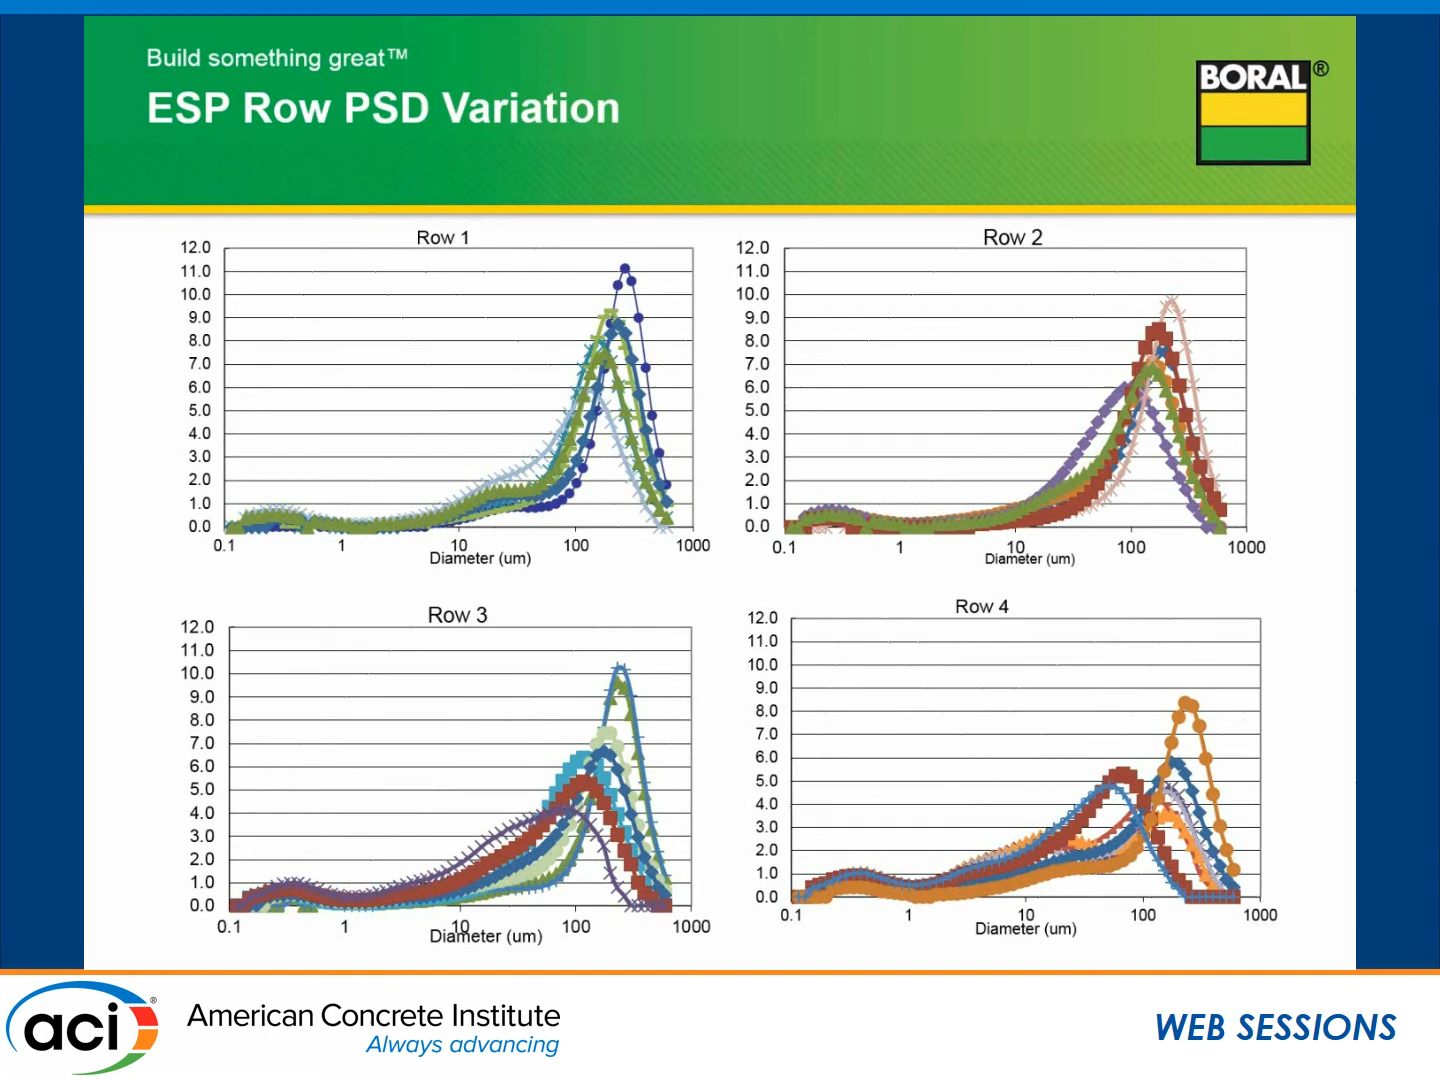 Build something great™
ESP Row PSD Variation
BORAL®
Row 1
12.0
11.0
10.0
9.0
8.0
7.0
6.0
5.0
4.0
3.0
2.0
1.0
0.0
0.1 1 10 100 1000
Diameter (um)
Row 2
12.0
11.0
10.0
9.0
8.0
7.0
6.0
5.0
4.0
3.0
2.0
1.0
0.0
0.1 1 10 100 1000
Diameter (um)
Row 3
12.0
11.0
10.0
9.0
8.0
7.0
6.0
5.0
4.0
3.0
2.0
1.0
0.0
0.1 1 10 100 1000
Diameter (um)
Row 4
12.0
11.0
10.0
9.0
8.0
7.0
6.0
5.0
4.0
3.0
2.0
1.0
0.0
0.1 1 10 100 1000
Diameter (um)
aci®
American Concrete Institute
Always advancing
WEB SESSIONS